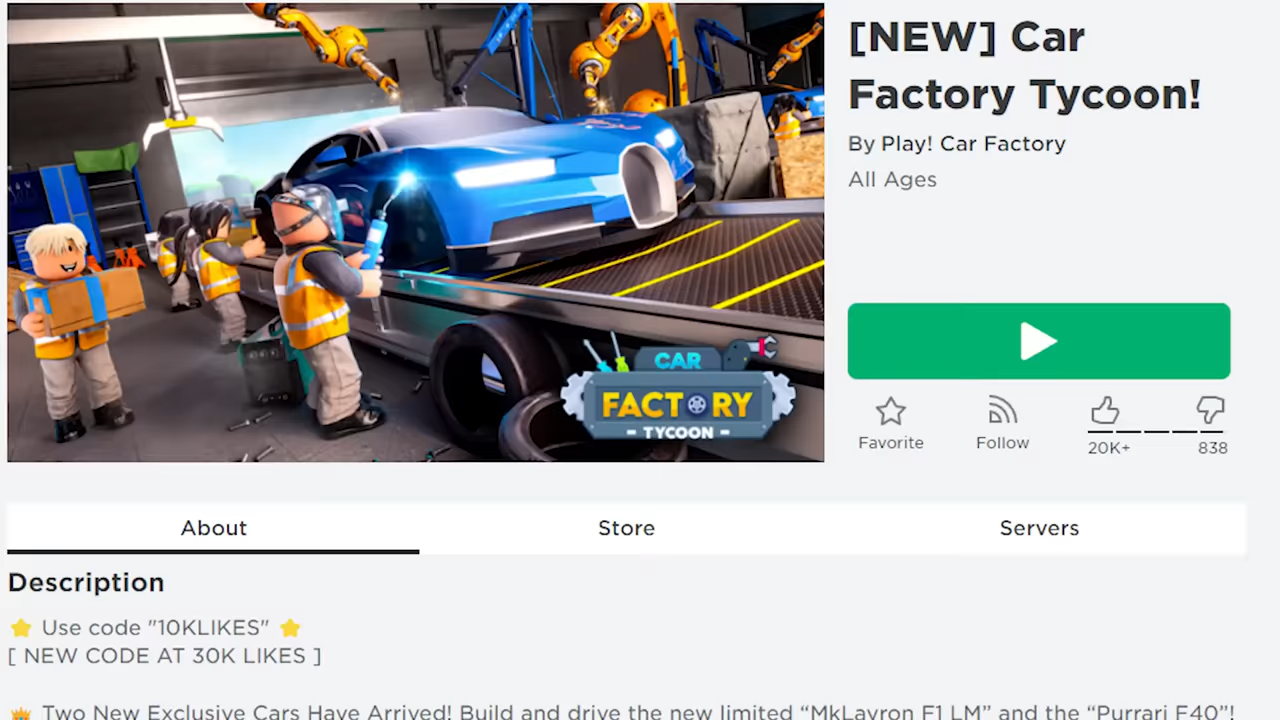 [NEW] Car
Factory Tycoon!
By Play! Car Factory
All Ages
CAR
FACTORY
- TYCOON -
Favorite
Follow
20K+
838
About
Store
Servers
Description
Use code "10KLIKES"
[ NEW CODE AT 30K LIKES ]
Two New Exclusive Cars Have Arrived! Build and drive the new limited “MkLavron F1 LM” and the “Purrari F40”!